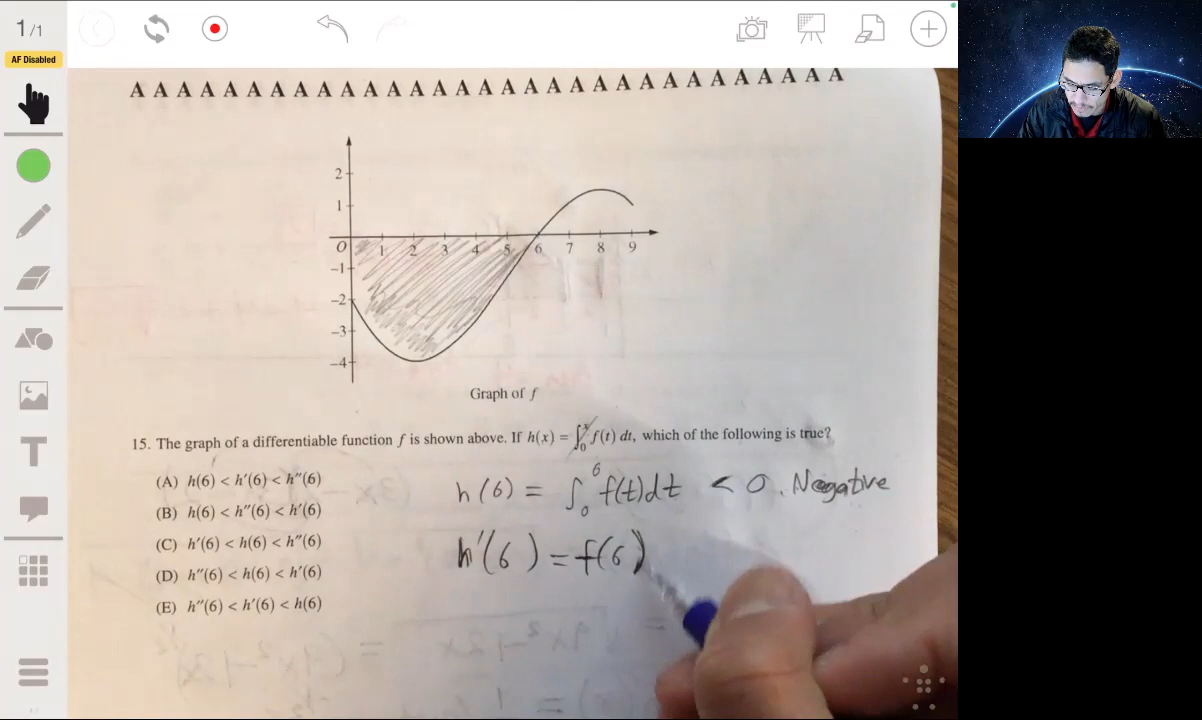 1/1
AF Disabled
A A A A A A A A A A A A A A A A A A A A A A A A A A A A A A A
2
1
O 1 2 3 4 5 6 7 8 9
-1
-2
-3
-4
Graph of f
15. The graph of a differentiable function f is shown above. If h(x) = ∫₀ˣ f(t) dt, which of the following is true?
(A) h(6) < h′(6) < h″(6)
(B) h(6) < h″(6) < h′(6)
(C) h′(6) < h(6) < h″(6)
(D) h″(6) < h(6) < h′(6)
(E) h″(6) < h′(6) < h(6)
h(6) = ∫₀⁶ f(t)dt < 0. Negative
h′(6) = f(6)
T